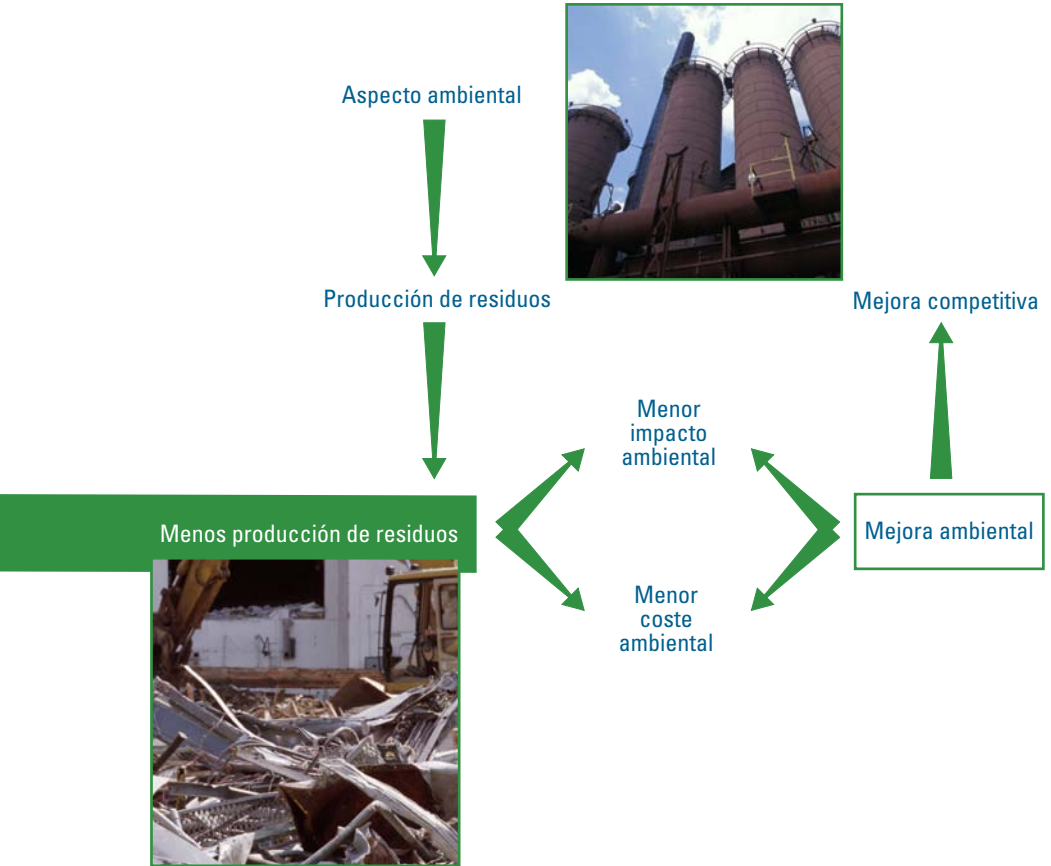 Aspecto ambiental
Producción de residuos
Mejora competitiva
Menor
impacto
ambiental
Menos producción de residuos
Mejora ambiental
Menor
coste
ambiental